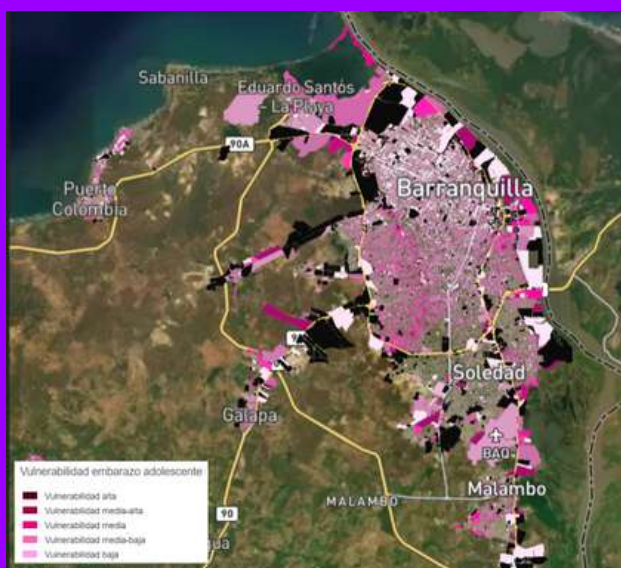 Sabanilla
Eduardo Santos
- La Playa
90A
Barranquilla
Puerto
Colombia
Soledad
Galapa
BAQ
Malambo
MALAMBO
90
Vulnerabilidad embarazo adolescente
Vulnerabilidad alta
Vulnerabilidad media-alta
Vulnerabilidad media
Vulnerabilidad media-baja
Vulnerabilidad baja